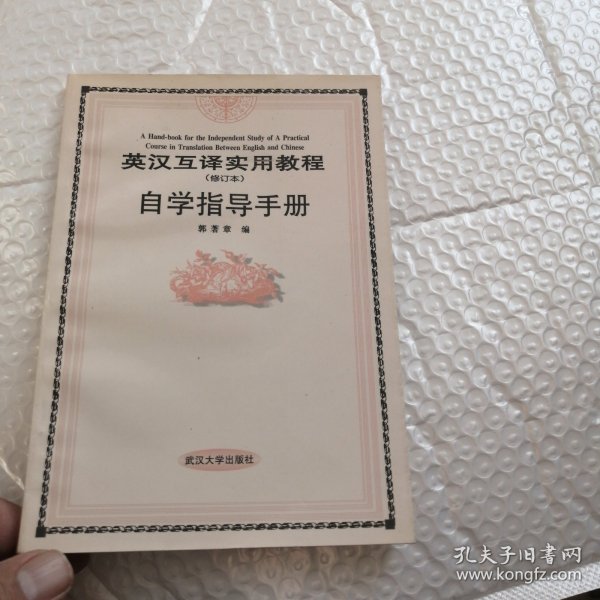 A Hand-book for the Independent Study of A Practical
Course in Translation Between English and Chinese
英汉互译实用教程
(修订本)
自学指导手册
郭著章 编
武汉大学出版社
孔夫子旧书网
www.kongfz.com